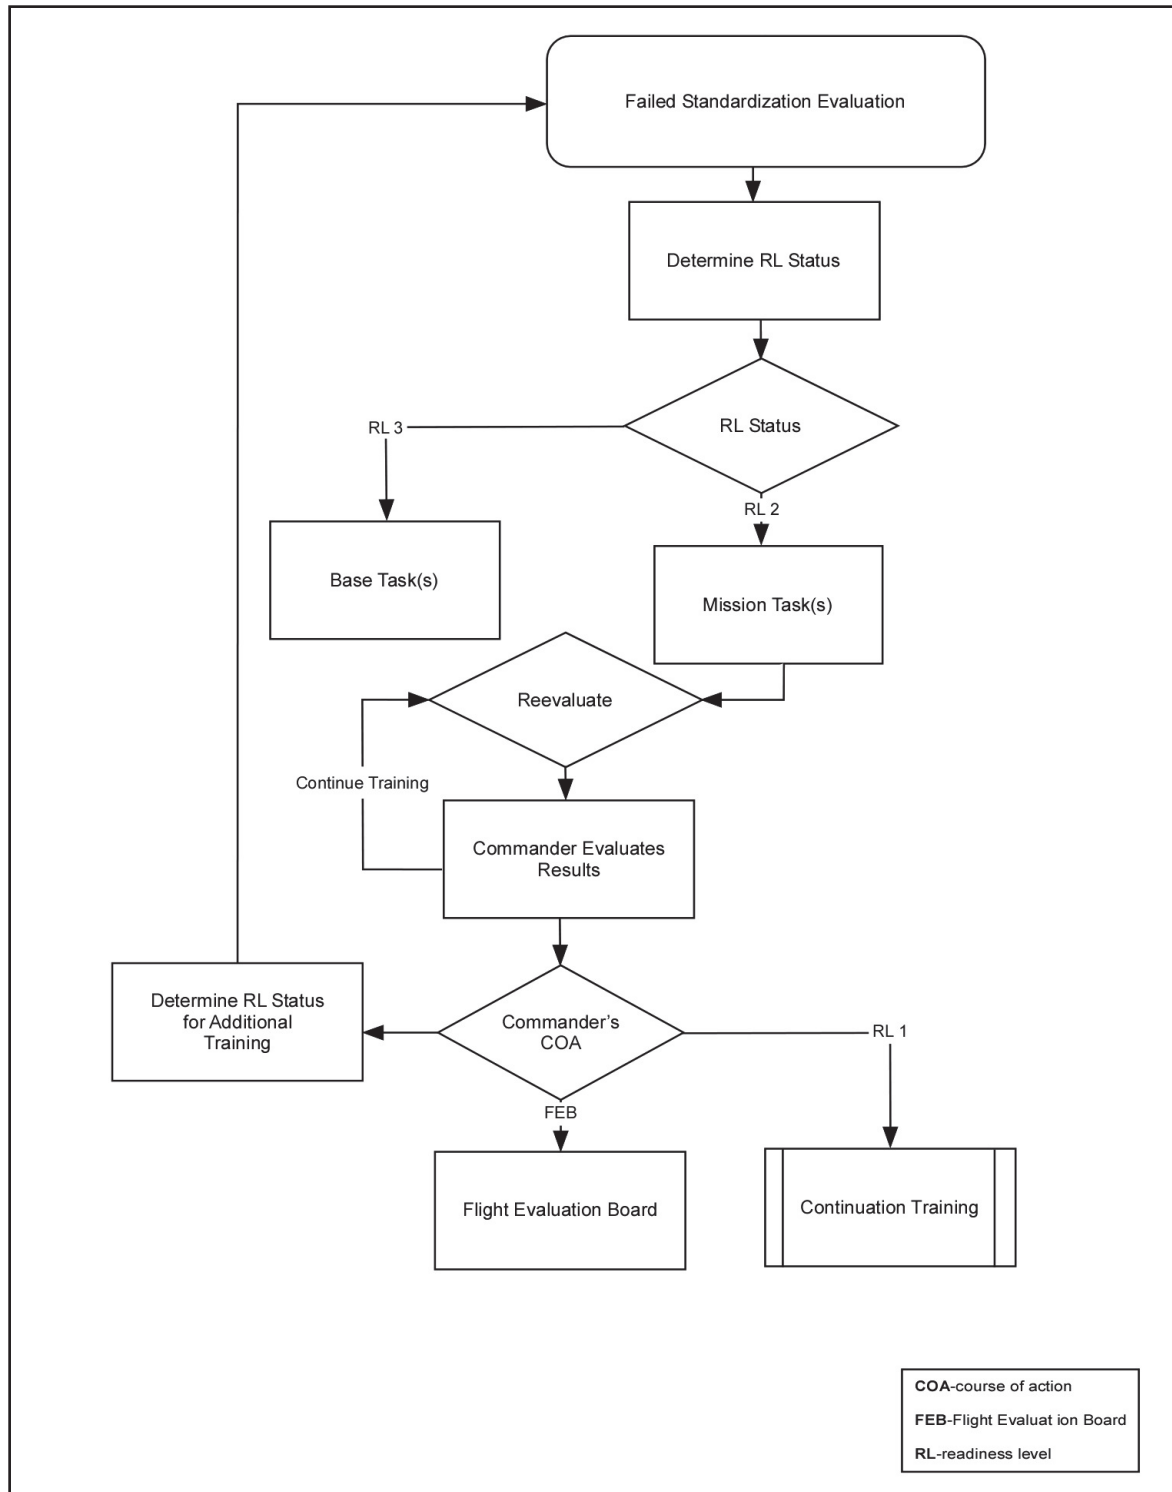 Failed Standardization Evaluation
Determine RL Status
RL Status
RL 3
RL 2
Base Task(s)
Mission Task(s)
Reevaluate
Continue Training
Commander Evaluates
Results
Determine RL Status
for Additional
Training
Commander’s
COA
RL 1
FEB
Flight Evaluation Board
Continuation Training
COA-course of action
FEB-Flight Evaluat ion Board
RL-readiness level